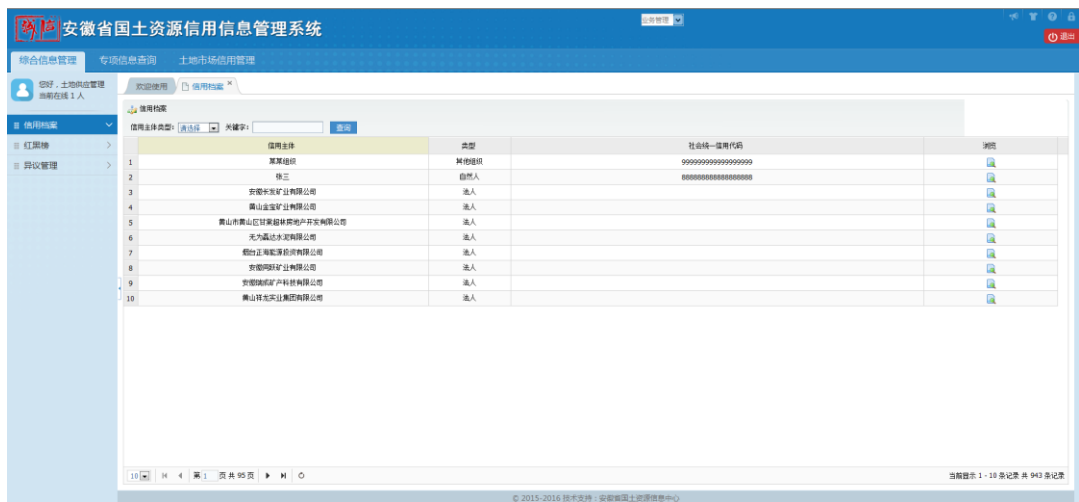 诚信 安徽省国土资源信用信息管理系统
业务管理
退出
综合信息管理 专项信息查询 土地市场信用管理
您好，土地供应管理
当前在线 1 人
欢迎使用 信用档案 ×
信用档案
信用主体类型: 请选择 关键字: 查询
信用档案
红黑榜
异议管理
信用主体 类型 社会统一信用代码 浏览
1 某某组织 其他组织 999999999999999999
2 张三 自然人 888888888888888888
3 安徽长发矿业有限公司 法人
4 黄山金宝矿业有限公司 法人
5 黄山市黄山区甘棠超林房地产开发有限公司 法人
6 无为磊达水泥有限公司 法人
7 烟台正海能源投资有限公司 法人
8 安徽同跃矿业有限公司 法人
9 安徽瑞烁矿产科技有限公司 法人
10 黄山祥龙实业集团有限公司 法人
10 第 1 页 共 95 页
当前显示 1 - 10 条记录 共 943 条记录
© 2015-2016 技术支持：安徽省国土资源信息中心